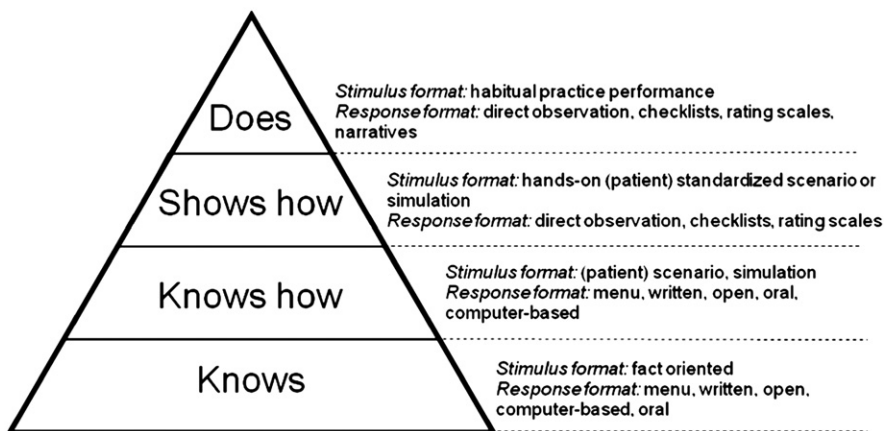 Does
Stimulus format: habitual practice performance
Response format: direct observation, checklists, rating scales,
narratives
Shows how
Stimulus format: hands-on (patient) standardized scenario or
simulation
Response format: direct observation, checklists, rating scales
Knows how
Stimulus format: (patient) scenario, simulation
Response format: menu, written, open, oral,
computer-based
Knows
Stimulus format: fact oriented
Response format: menu, written, open,
computer-based, oral